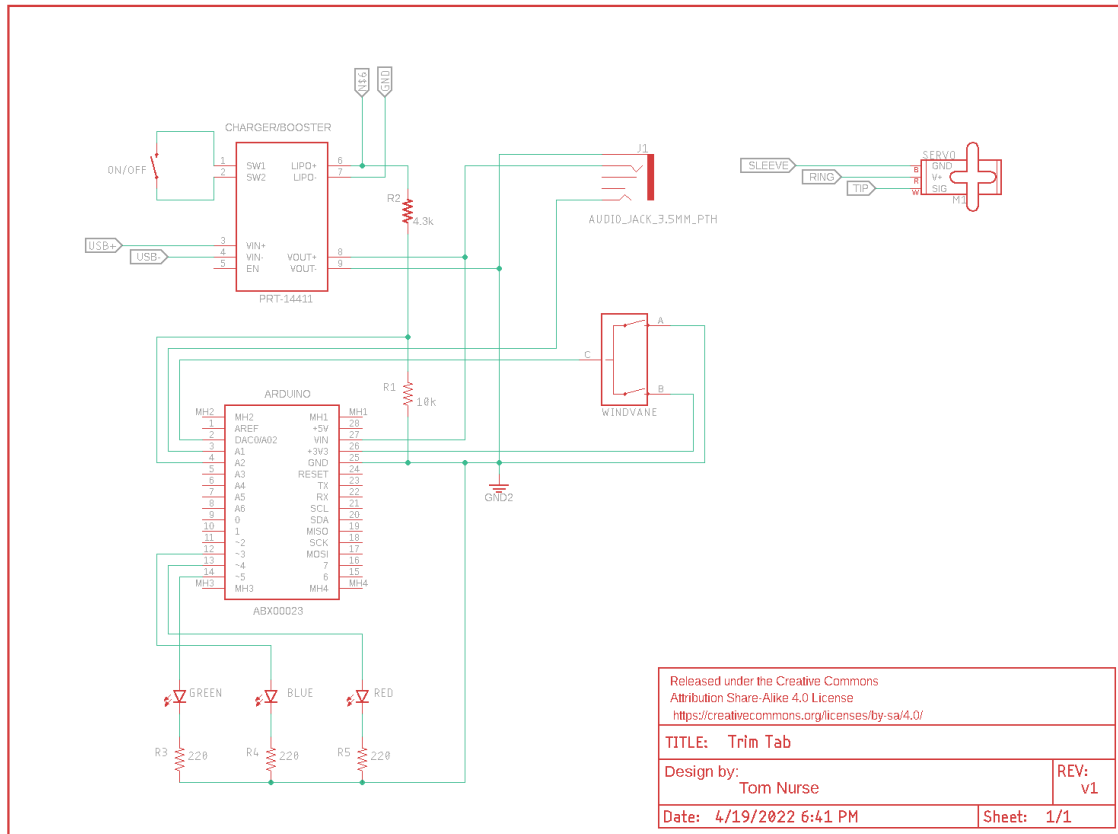 N$6
GND
CHARGER/BOOSTER
ON/OFF
1 SW1 LIPO+ 6
2 SW2 LIPO- 7
USB+ 3 VIN+
USB- 4 VIN- VOUT+ 8
5 EN VOUT- 9
PRT-14411
R2
4.3k
J1
AUDIO_JACK_3.5MM_PTH
SERVO
SLEEVE B GND
RING R V+
TIP W SIG
M1
A
C
B
WINDVANE
R1
10k
ARDUINO
MH2 MH2 MH1 MH1
1 AREF +5V 28
2 DAC0/A02 VIN 27
3 A1 +3V3 26
4 A2 GND 25
5 A3 RESET 24
6 A4 TX 23
7 A5 RX 22
8 A6 SCL 21
9 0 SDA 20
10 1 MISO 19
11 ~2 SCK 18
12 ~3 MOSI 17
13 ~4 7 16
14 ~5 6 15
MH3 MH3 MH4 MH4
ABX00023
GND2
GREEN
BLUE
RED
R3 220
R4 220
R5 220
Released under the Creative Commons
Attribution Share-Alike 4.0 License
https://creativecommons.org/licenses/by-sa/4.0/
TITLE: Trim Tab
Design by:
Tom Nurse
REV:
v1
Date: 4/19/2022 6:41 PM
Sheet: 1/1